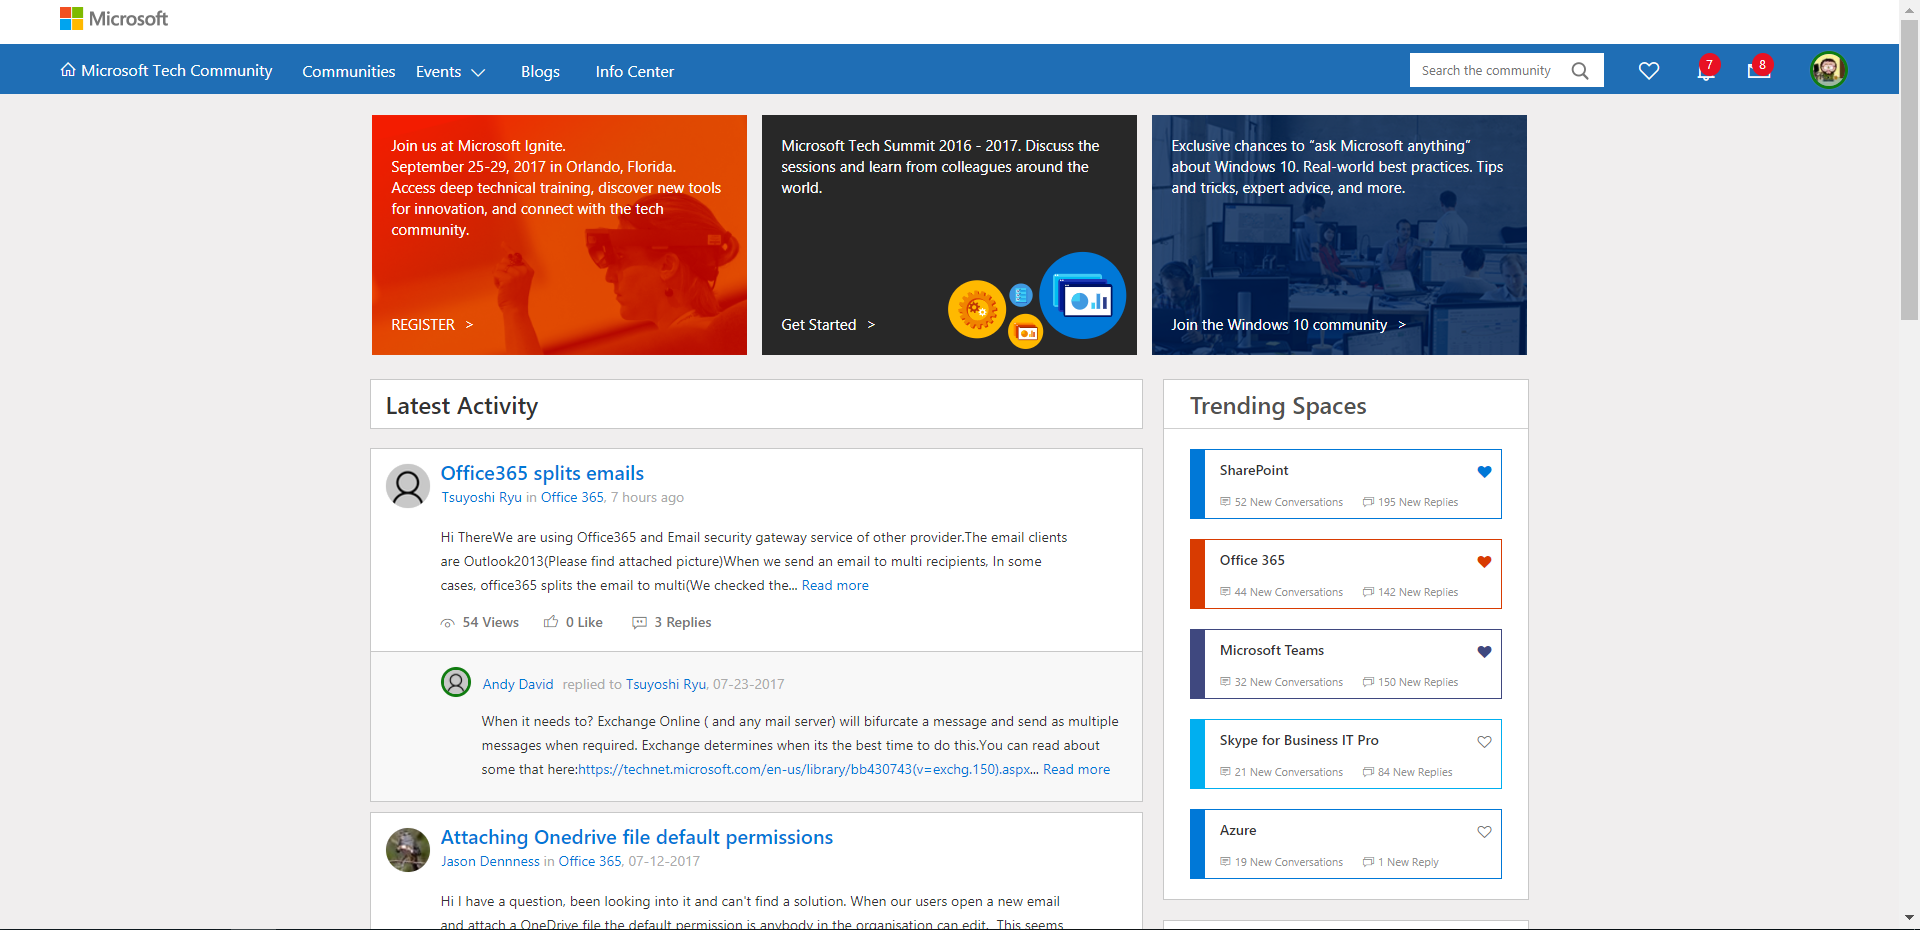 Microsoft
Microsoft Tech Community
Communities
Events
Blogs
Info Center
Search the community
7
8
Join us at Microsoft Ignite.
September 25-29, 2017 in Orlando, Florida.
Access deep technical training, discover new tools
for innovation, and connect with the tech
community.
REGISTER >
Microsoft Tech Summit 2016 - 2017. Discuss the
sessions and learn from colleagues around the
world.
Get Started >
Exclusive chances to “ask Microsoft anything”
about Windows 10. Real-world best practices. Tips
and tricks, expert advice, and more.
Join the Windows 10 community >
Latest Activity
Office365 splits emails
Tsuyoshi Ryu in Office 365, 7 hours ago
Hi ThereWe are using Office365 and Email security gateway service of other provider.The email clients
are Outlook2013(Please find attached picture)When we send an email to multi recipients, In some
cases, office365 splits the email to multi(We checked the... Read more
54 Views
0 Like
3 Replies
Andy David replied to Tsuyoshi Ryu, 07-23-2017
When it needs to? Exchange Online ( and any mail server) will bifurcate a message and send as multiple
messages when required. Exchange determines when its the best time to do this.You can read about
some that here:https://technet.microsoft.com/en-us/library/bb430743(v=exchg.150).aspx... Read more
Attaching Onedrive file default permissions
Jason Dennness in Office 365, 07-12-2017
Hi I have a question, been looking into it and can't find a solution. When our users open a new email
and attach a OneDrive file the default permission is anybody in the organisation can edit. This seems
Trending Spaces
SharePoint
52 New Conversations
195 New Replies
Office 365
44 New Conversations
142 New Replies
Microsoft Teams
32 New Conversations
150 New Replies
Skype for Business IT Pro
21 New Conversations
84 New Replies
Azure
19 New Conversations
1 New Reply